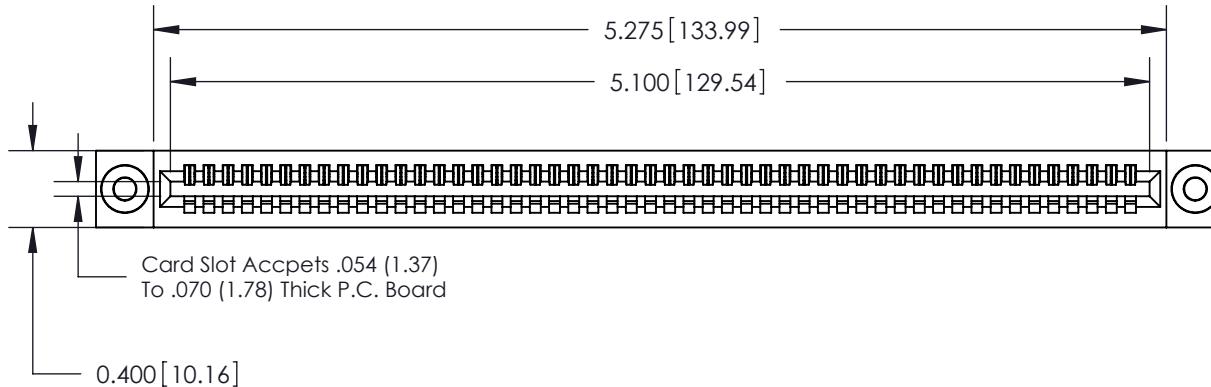 5.275[133.99]
5.100[129.54]
Card Slot Accpets .054 (1.37)
To .070 (1.78) Thick P.C. Board
0.400[10.16]